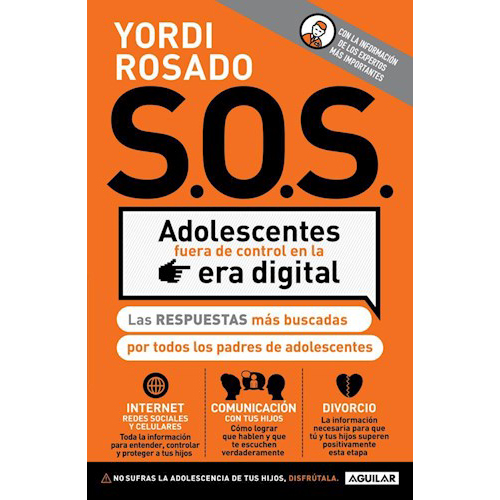 YORDI
ROSADO
CON LA INFORMACIÓN
DE LOS EXPERTOS
MÁS IMPORTANTES
S.O.S.
Adolescentes
fuera de control en la
era digital
Las RESPUESTAS más buscadas
por todos los padres de adolescentes
INTERNET
REDES SOCIALES
Y CELULARES
Toda la información
para entender, controlar
y proteger a tus hijos
COMUNICACIÓN
CON TUS HIJOS
Cómo lograr
que hablen y que
te escuchen
verdaderamente
DIVORCIO
La información
necesaria para que
tú y tus hijos superen
positivamente
esta etapa
NO SUFRAS LA ADOLESCENCIA DE TUS HIJOS, DISFRÚTALA.
AGUILAR